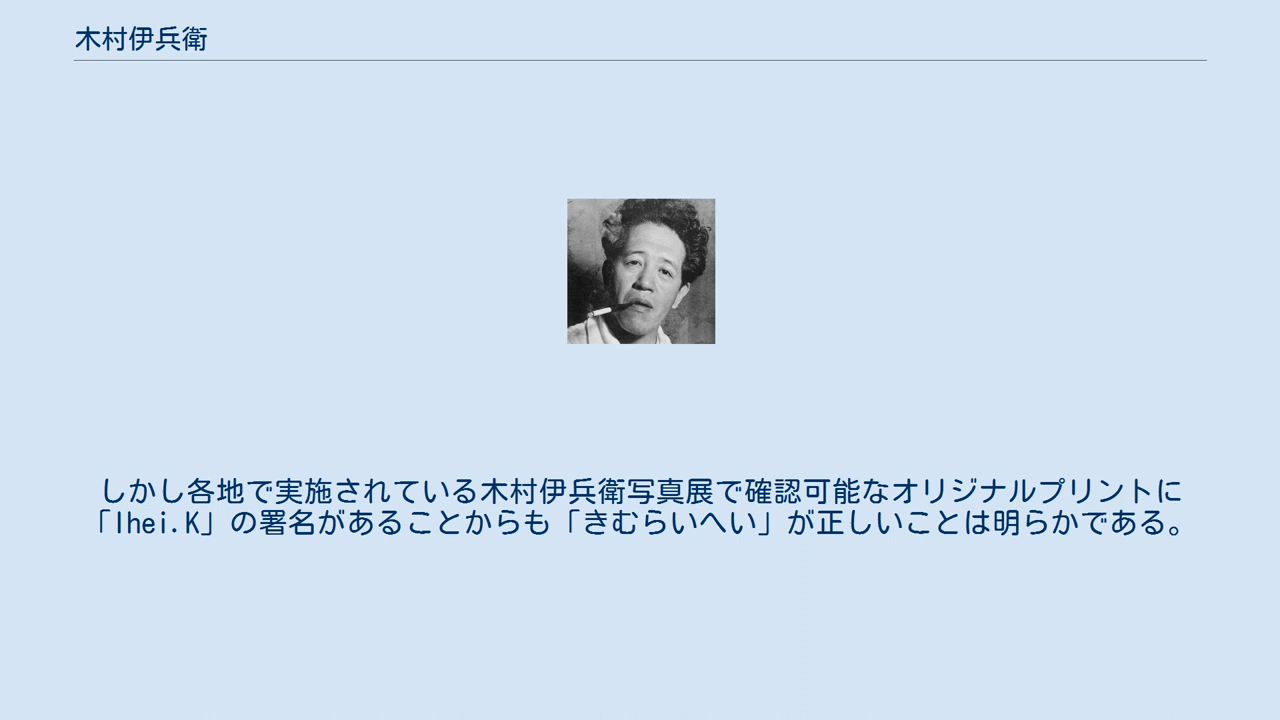 木村伊兵衛
しかし各地で実施されている木村伊兵衛写真展で確認可能なオリジナルプリントに
「Ihei.K」の署名があることからも「きむらいへい」が正しいことは明らかである。